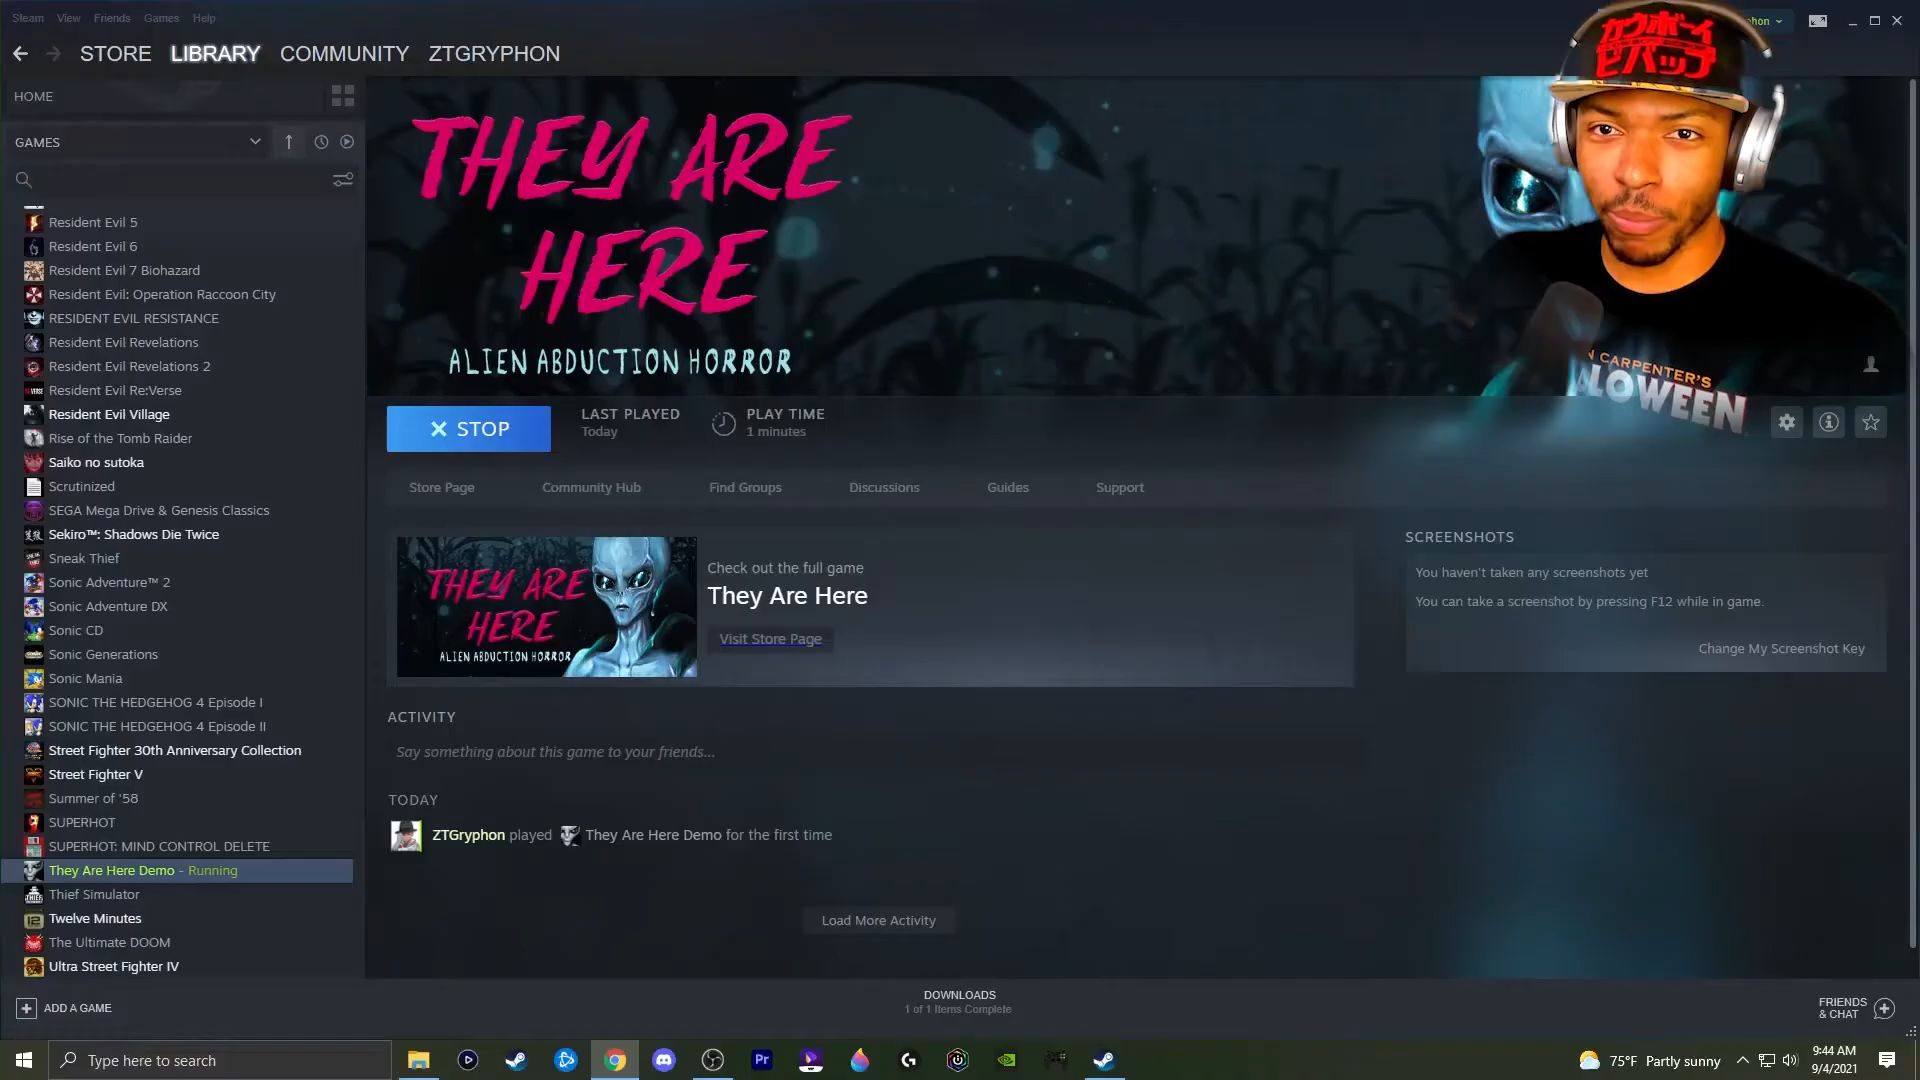 Steam View Friends Games Help
STORE LIBRARY COMMUNITY ZTGRYPHON
HOME
GAMES
Resident Evil 5
Resident Evil 6
Resident Evil 7 Biohazard
Resident Evil: Operation Raccoon City
RESIDENT EVIL RESISTANCE
Resident Evil Revelations
Resident Evil Revelations 2
Resident Evil Re:Verse
Resident Evil Village
Rise of the Tomb Raider
Saiko no sutoka
Scrutinized
SEGA Mega Drive & Genesis Classics
Sekiro™: Shadows Die Twice
Sneak Thief
Sonic Adventure™ 2
Sonic Adventure DX
Sonic CD
Sonic Generations
Sonic Mania
SONIC THE HEDGEHOG 4 Episode I
SONIC THE HEDGEHOG 4 Episode II
Street Fighter 30th Anniversary Collection
Street Fighter V
Summer of '58
SUPERHOT
SUPERHOT: MIND CONTROL DELETE
They Are Here Demo - Running
Thief Simulator
Twelve Minutes
The Ultimate DOOM
Ultra Street Fighter IV
ADD A GAME
THEY ARE
HERE
ALIEN ABDUCTION HORROR
カウボーイ
ビバップ
CARPENTER'S
LOWEEN
STOP
LAST PLAYED
Today
PLAY TIME
1 minutes
Store Page Community Hub Find Groups Discussions Guides Support
THEY ARE
HERE
ALIEN ABDUCTION HORROR
Check out the full game
They Are Here
Visit Store Page
SCREENSHOTS
You haven't taken any screenshots yet
You can take a screenshot by pressing F12 while in game.
Change My Screenshot Key
ACTIVITY
Say something about this game to your friends...
TODAY
ZTGryphon played They Are Here Demo for the first time
Load More Activity
DOWNLOADS
1 of 1 Items Complete
FRIENDS
& CHAT
Type here to search
Pr
75°F Partly sunny
9:44 AM
9/4/2021